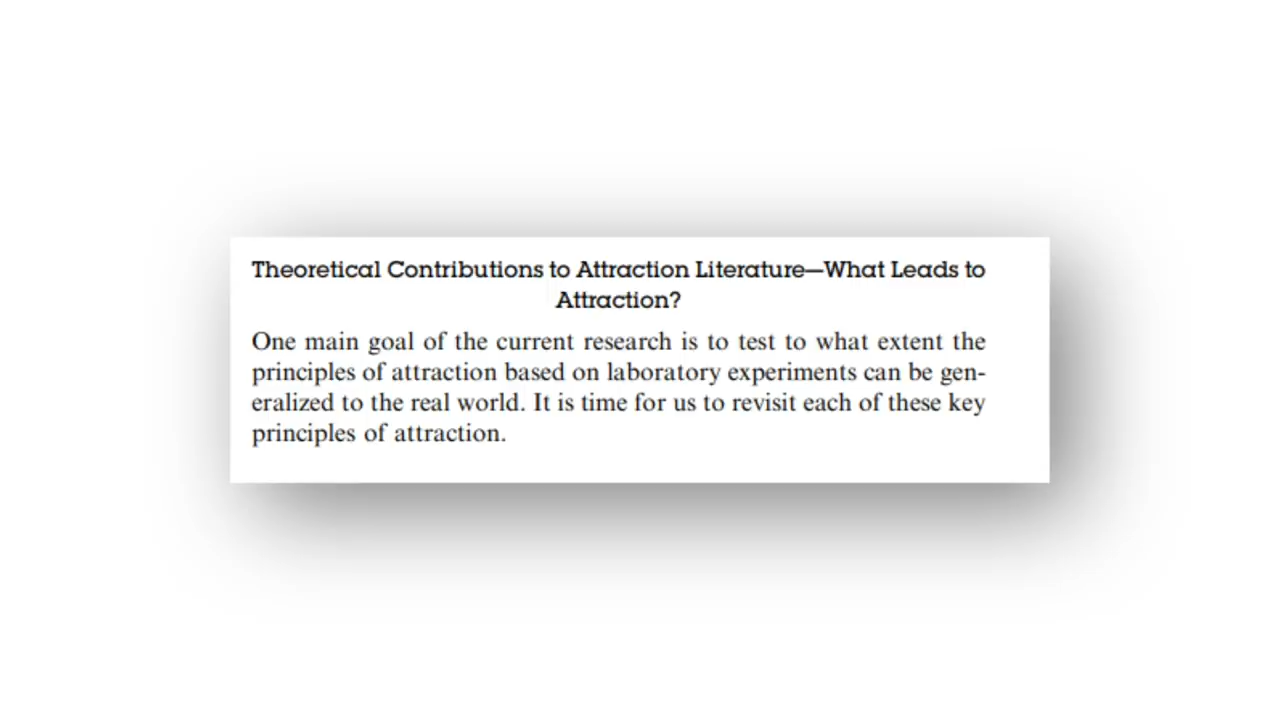 Theoretical Contributions to Attraction Literature—What Leads to
Attraction?
One main goal of the current research is to test to what extent the
principles of attraction based on laboratory experiments can be gen-
eralized to the real world. It is time for us to revisit each of these key
principles of attraction.